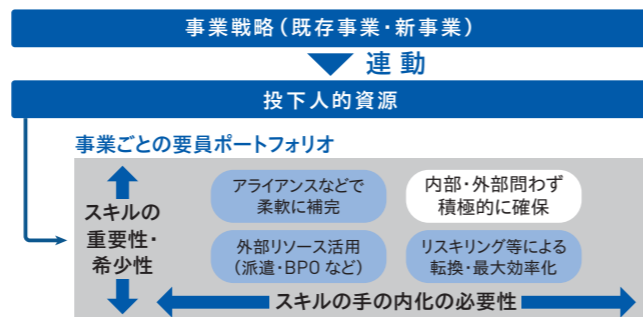 事業戦略（既存事業・新事業）
連動
投下人的資源
事業ごとの要員ポートフォリオ
スキルの
重要性・
希少性
アライアンスなどで
柔軟に補完
内部・外部問わず
積極的に確保
外部リソース活用
（派遣・BPO など）
リスキリング等による
転換・最大効率化
スキルの手の内化の必要性